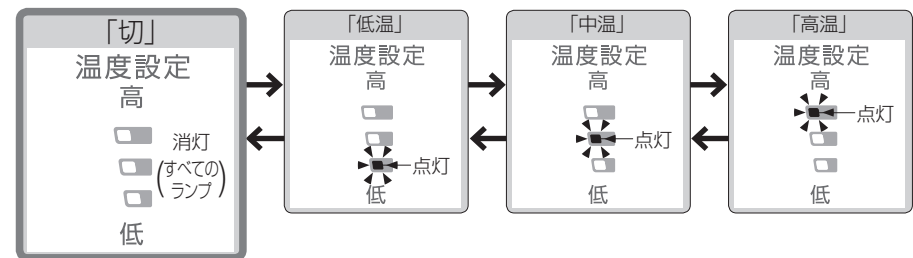 「切」
温度設定
高
消灯
(すべての
ランプ)
低
「低温」
温度設定
高
点灯
低
「中温」
温度設定
高
点灯
低
「高温」
温度設定
高
点灯
低